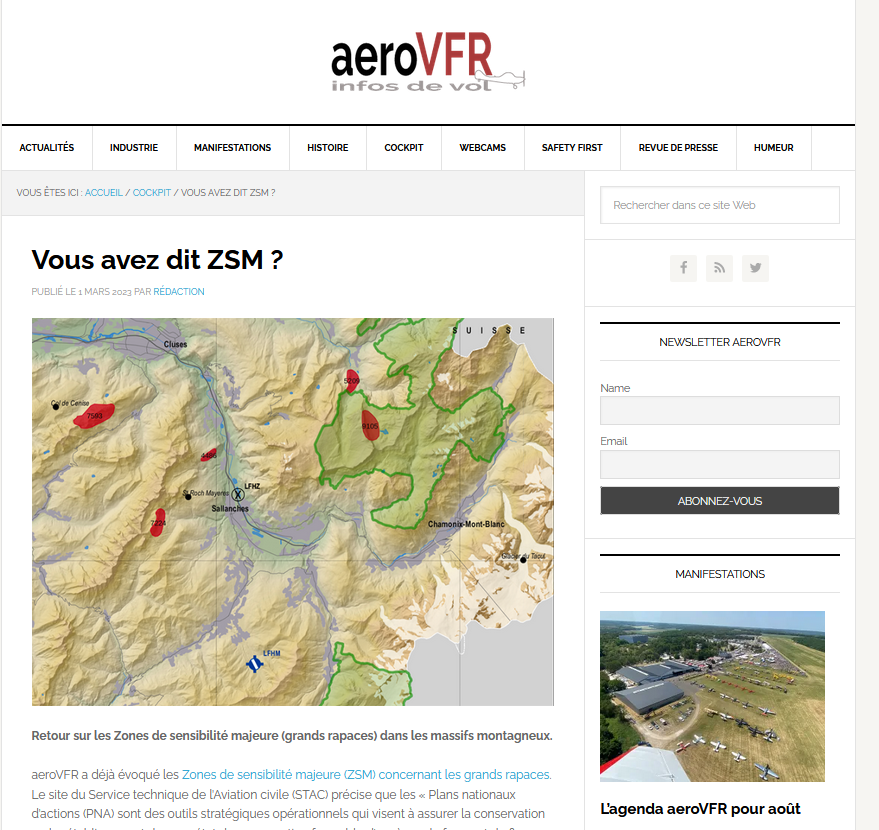 aeroVFR
infos de vol
ACTUALITÉS INDUSTRIE MANIFESTATIONS HISTOIRE COCKPIT WEBCAMS SAFETY FIRST REVUE DE PRESSE HUMEUR
VOUS ÊTES ICI : ACCUEIL / COCKPIT / VOUS AVEZ DIT ZSM ?
Vous avez dit ZSM ?
PUBLIÉ LE 1 MARS 2023 PAR RÉDACTION
SUISSE
Cluses
5209
Col de Cenise
7593
9105
4486
LFHZ
St Roch Mayeres
Sallanches
7224
Chamonix-Mont-Blanc
Glacier du Tacul
LFHM
Retour sur les Zones de sensibilité majeure (grands rapaces) dans les massifs montagneux.
aeroVFR a déjà évoqué les Zones de sensibilité majeure (ZSM) concernant les grands rapaces.
Le site du Service technique de l'Aviation civile (STAC) précise que les « Plans nationaux
d'actions (PNA) sont des outils stratégiques opérationnels qui visent à assurer la conservation
Rechercher dans ce site Web
NEWSLETTER AEROVFR
Name
Email
ABONNEZ-VOUS
MANIFESTATIONS
L'agenda aeroVFR pour août